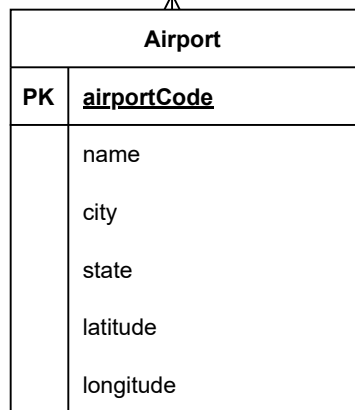 Airport
PK airportCode
name
city
state
latitude
longitude